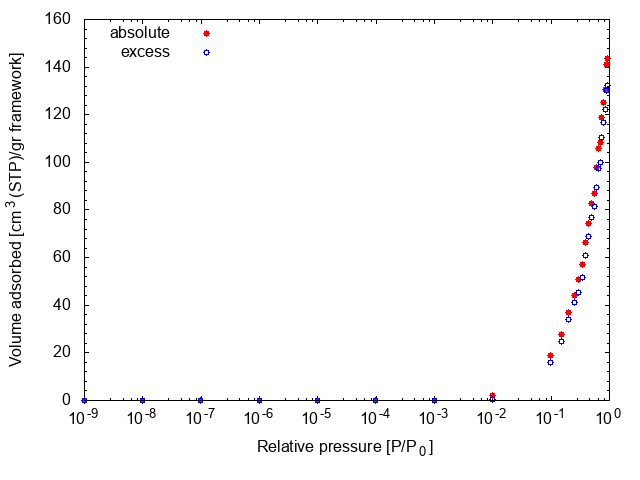 160
140
120
100
80
60
40
20
0
absolute
excess
Volume adsorbed [cm³(STP)/gr framework]
10⁻⁹ 10⁻⁸ 10⁻⁷ 10⁻⁶ 10⁻⁵ 10⁻⁴ 10⁻³ 10⁻² 10⁻¹ 10⁰
Relative pressure [P/P₀]